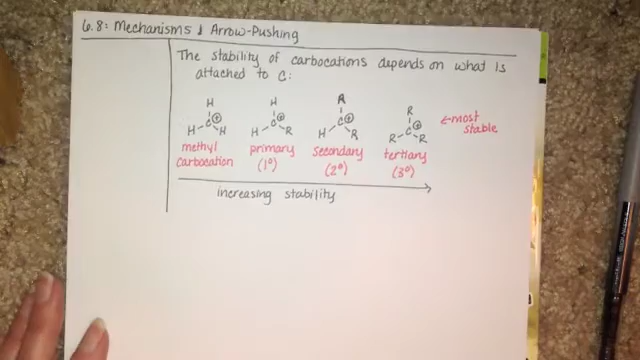 6.8: Mechanisms & Arrow-Pushing
The stability of carbocations depends on what is
attached to C:
H H R R
C⊕ C⊕ C⊕ C⊕
H H H R H R R R
←most
stable
methyl primary secondary tertiary
carbocation (1°) (2°) (3°)
increasing stability